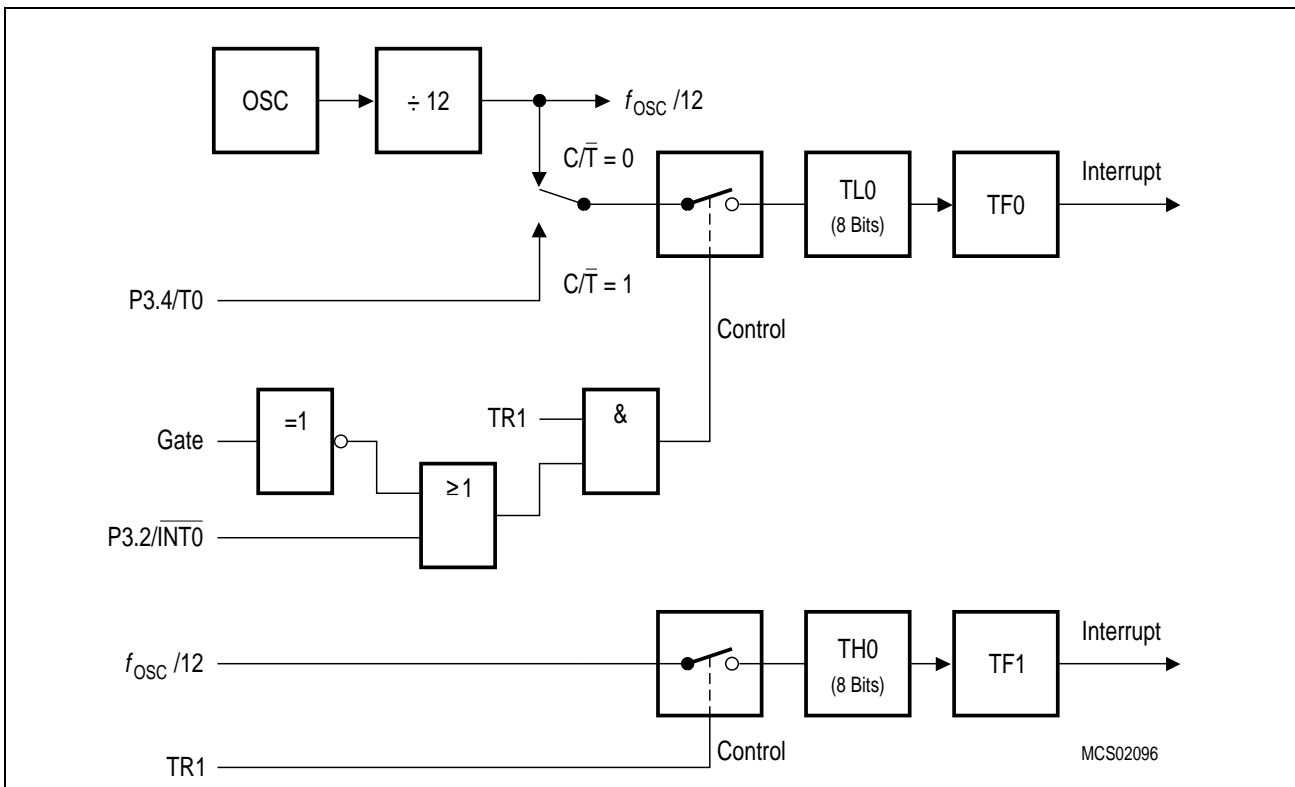 OSC
÷ 12
fOSC /12
C/T̅ = 0
TL0
(8 Bits)
TF0
Interrupt
P3.4/T0
C/T̅ = 1
Control
Gate
=1
TR1
&
≥ 1
P3.2/I̅N̅T̅0̅
fOSC /12
TH0
(8 Bits)
TF1
Interrupt
TR1
Control
MCS02096